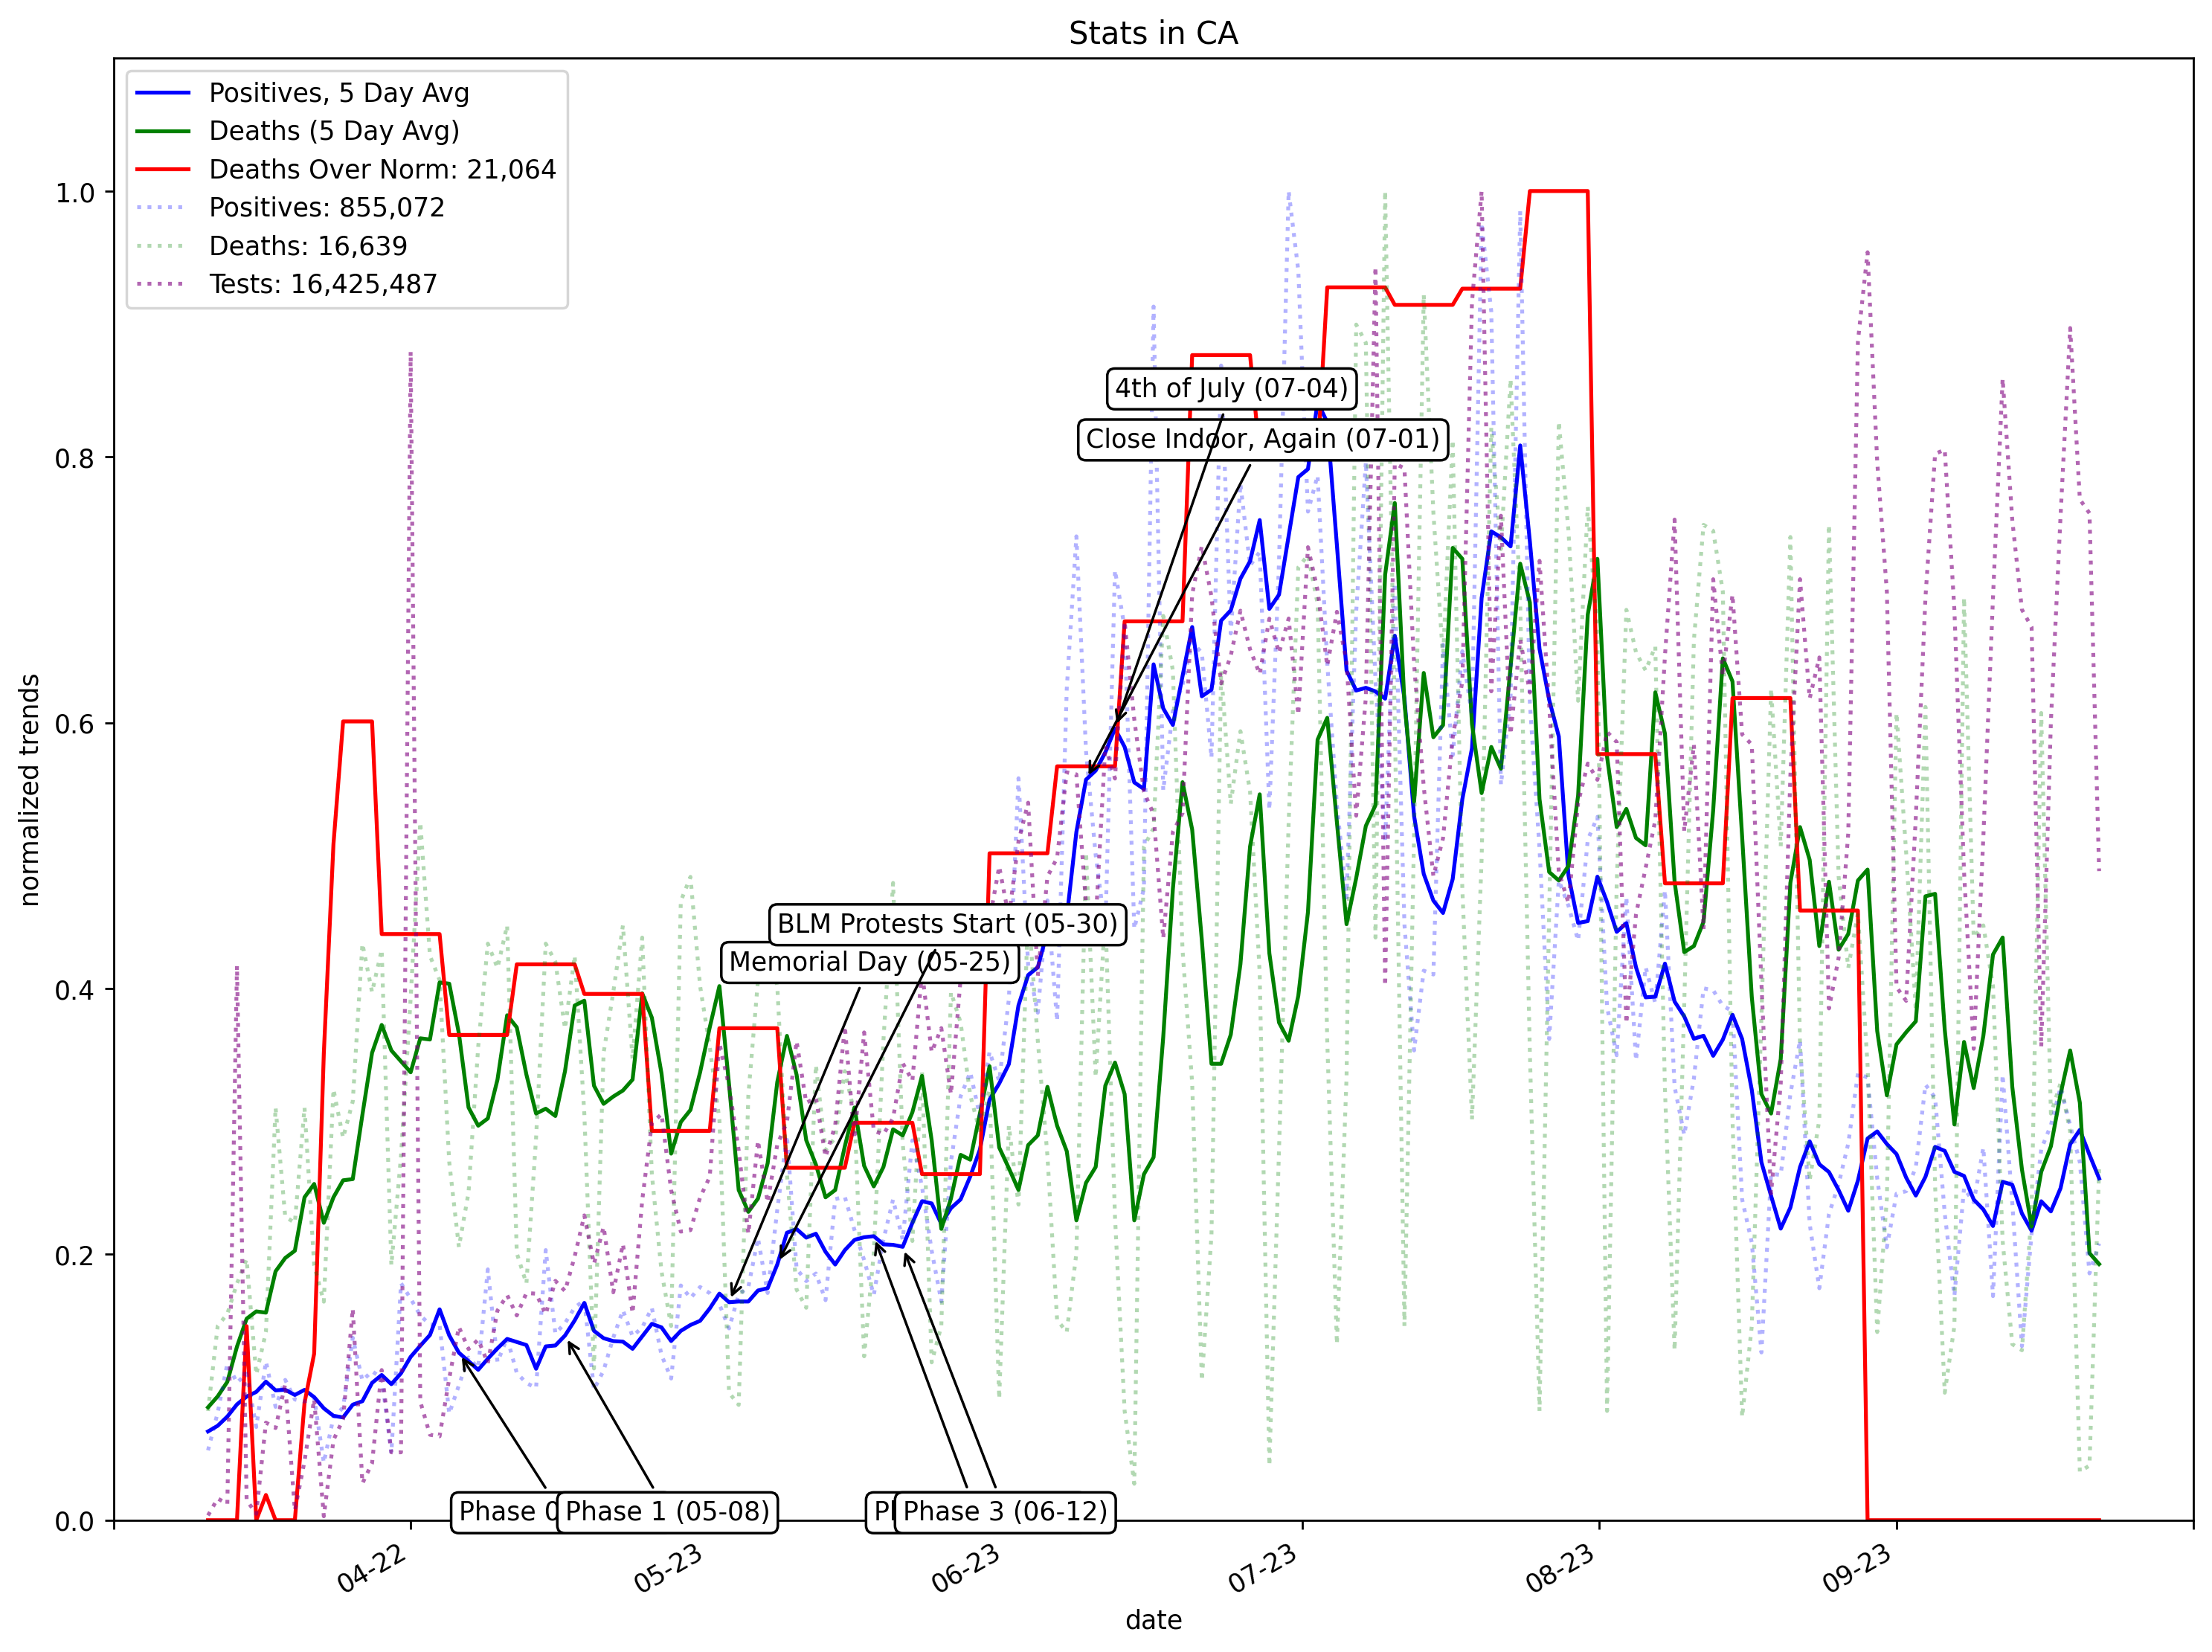 Stats in CA
Positives, 5 Day Avg
Deaths (5 Day Avg)
Deaths Over Norm: 21,064
Positives: 855,072
Deaths: 16,639
Tests: 16,425,487
1.0
0.8
0.6
0.4
0.2
0.0
normalized trends
4th of July (07-04)
Close Indoor, Again (07-01)
BLM Protests Start (05-30)
Memorial Day (05-25)
Phase 0
Phase 1 (05-08)
Phase 3 (06-12)
04-22
05-23
06-23
07-23
08-23
09-23
date